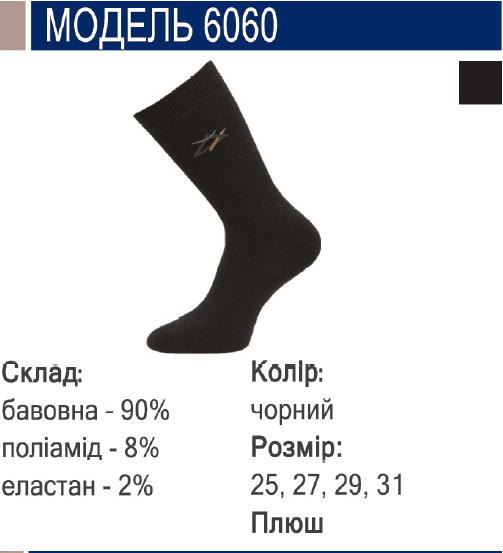 МОДЕЛЬ 6060
Склад:
бавовна - 90%
поліамід - 8%
еластан - 2%
Колір:
чорний
Розмір:
25, 27, 29, 31
Плюш